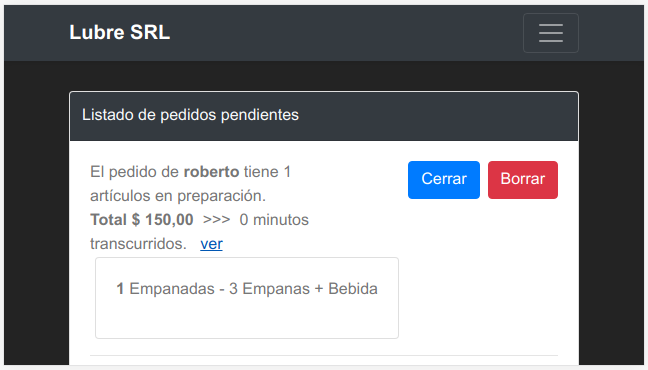 Lubre SRL
Listado de pedidos pendientes
El pedido de roberto tiene 1
artículos en preparación.
Total $ 150,00 >>> 0 minutos
transcurridos. ver
Cerrar Borrar
1 Empanadas - 3 Empanas + Bebida